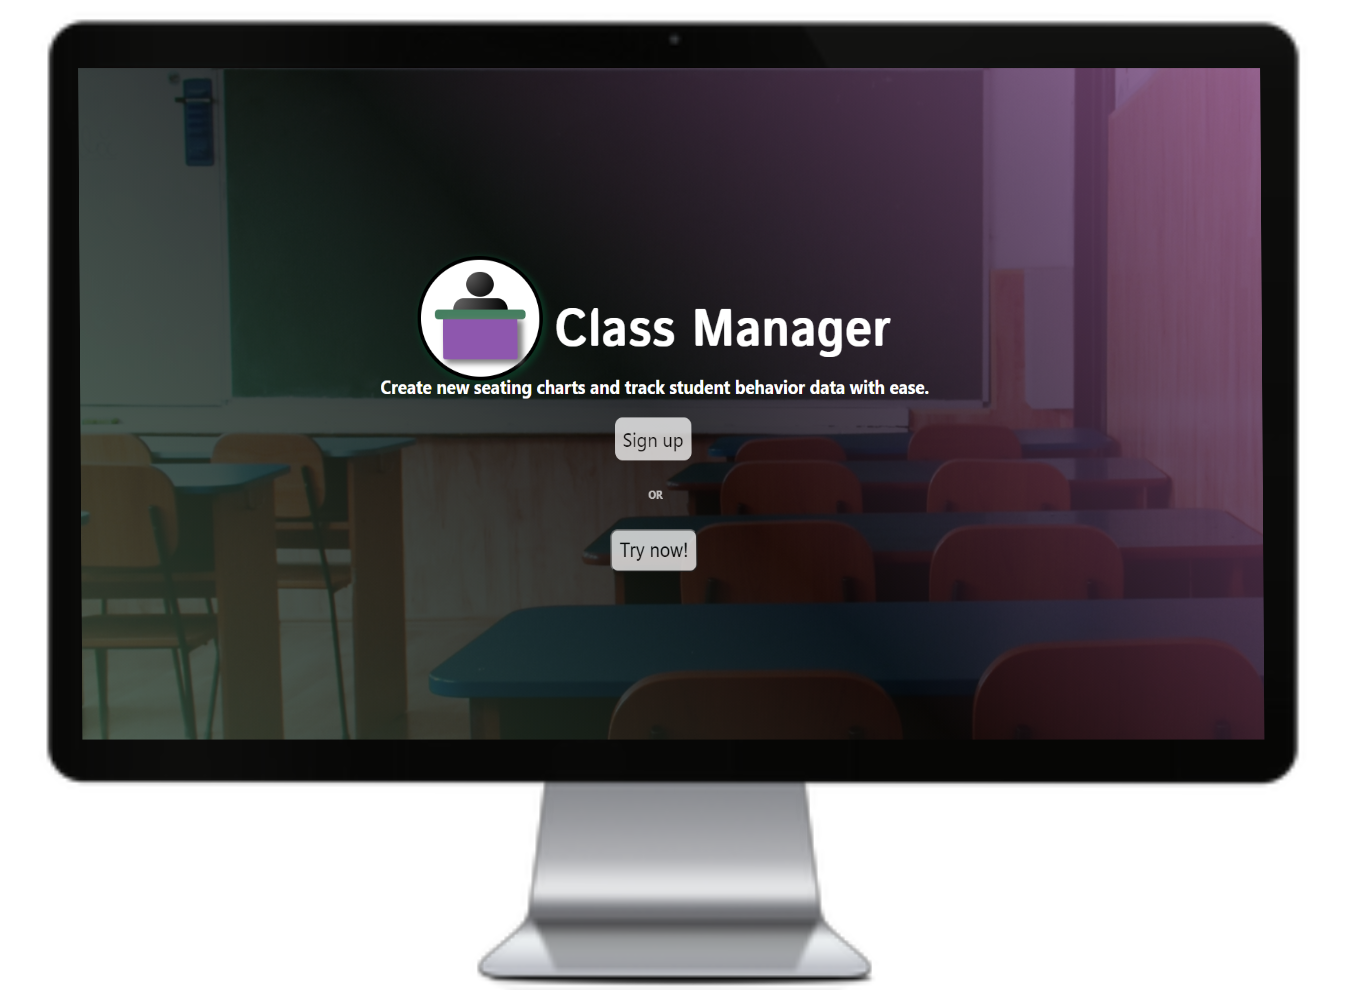 Class Manager
Create new seating charts and track student behavior data with ease.
Sign up
OR
Try now!